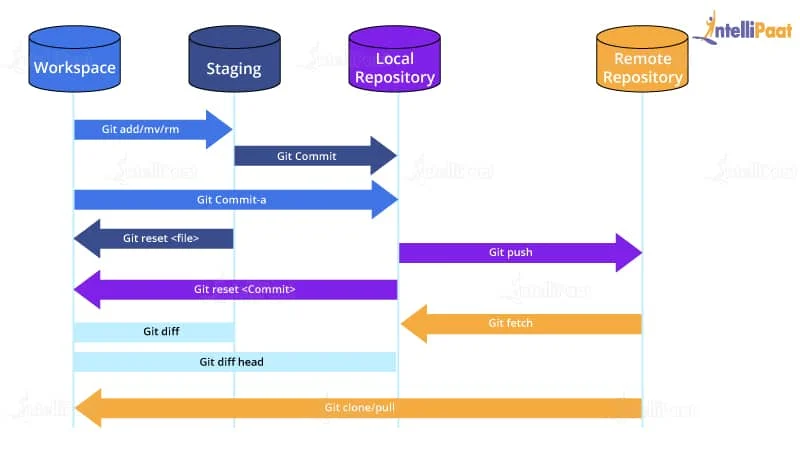 IntelliPaat
Workspace
Staging
Local
Repository
Remote
Repository
Git add/mv/rm
Git Commit
Git Commit-a
Git reset <file>
Git push
Git reset <Commit>
Git fetch
Git diff
Git diff head
Git clone/pull